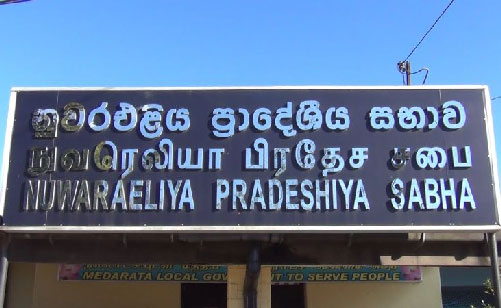 නුවරඑළිය ප්‍රාදේශීය සභාව
நுவரெலியா பிரதேச சபை
NUWARAELIYA PRADESHIYA SABHA
MEDARATA LOCAL GOVERNMENT TO SERVE PEOPLE